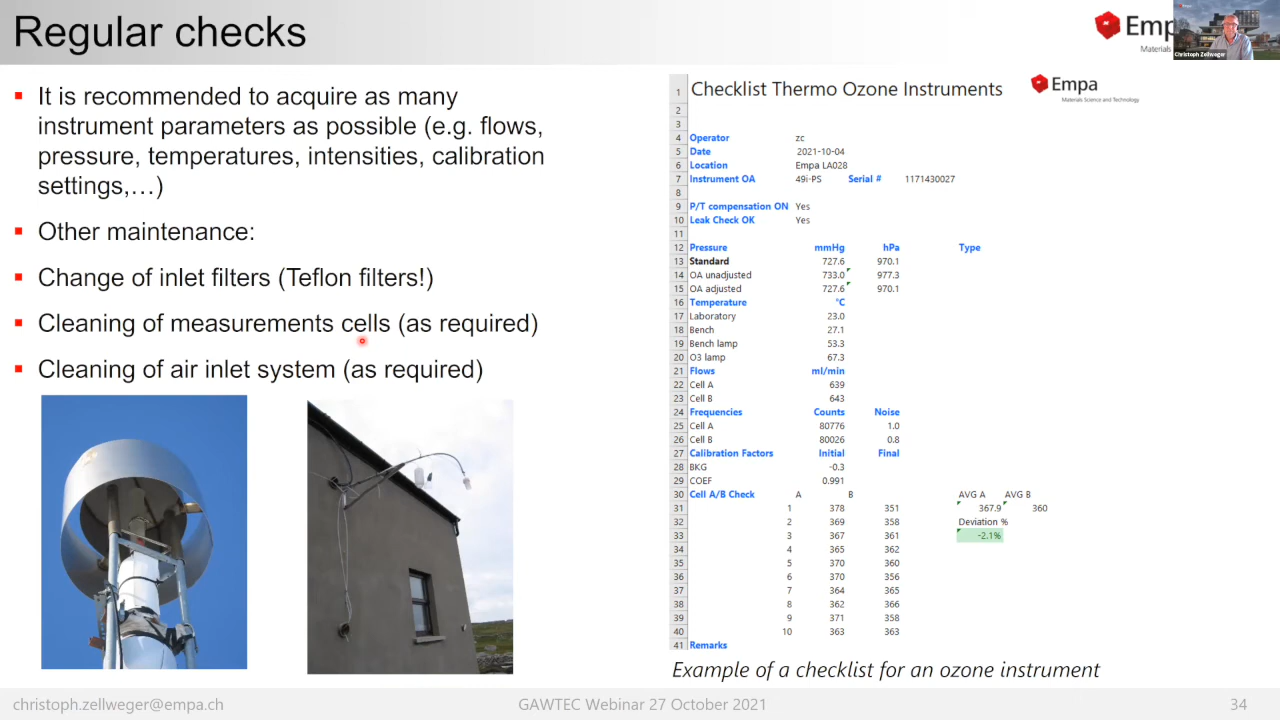 Regular checks
Empa
Materials
Christoph Zellweger
It is recommended to acquire as many
instrument parameters as possible (e.g. flows,
pressure, temperatures, intensities, calibration
settings,…)
Other maintenance:
Change of inlet filters (Teflon filters!)
Cleaning of measurements cells (as required)
Cleaning of air inlet system (as required)
1 Checklist Thermo Ozone Instruments
Empa
Materials Science and Technology
2
3
4 Operator zc
5 Date 2021-10-04
6 Location Empa LA028
7 Instrument OA 49i-PS Serial # 1171430027
8
9 P/T compensation ON Yes
10 Leak Check OK Yes
11
12 Pressure mmHg hPa Type
13 Standard 727.6 970.1
14 OA unadjusted 733.0 977.3
15 OA adjusted 727.6 970.1
16 Temperature °C
17 Laboratory 23.0
18 Bench 27.1
19 Bench lamp 53.3
20 O3 lamp 67.3
21 Flows ml/min
22 Cell A 639
23 Cell B 643
24 Frequencies Counts Noise
25 Cell A 80776 1.0
26 Cell B 80026 0.8
27 Calibration Factors Initial Final
28 BKG -0.3
29 COEF 0.991
30 Cell A/B Check A B AVG A AVG B
31 1 378 351 367.9 360
32 2 369 358 Deviation %
33 3 367 361 -2.1%
34 4 365 362
35 5 370 360
36 6 370 356
37 7 364 365
38 8 362 366
39 9 371 358
40 10 363 363
41 Remarks
Example of a checklist for an ozone instrument
christoph.zellweger@empa.ch GAWTEC Webinar 27 October 2021 34